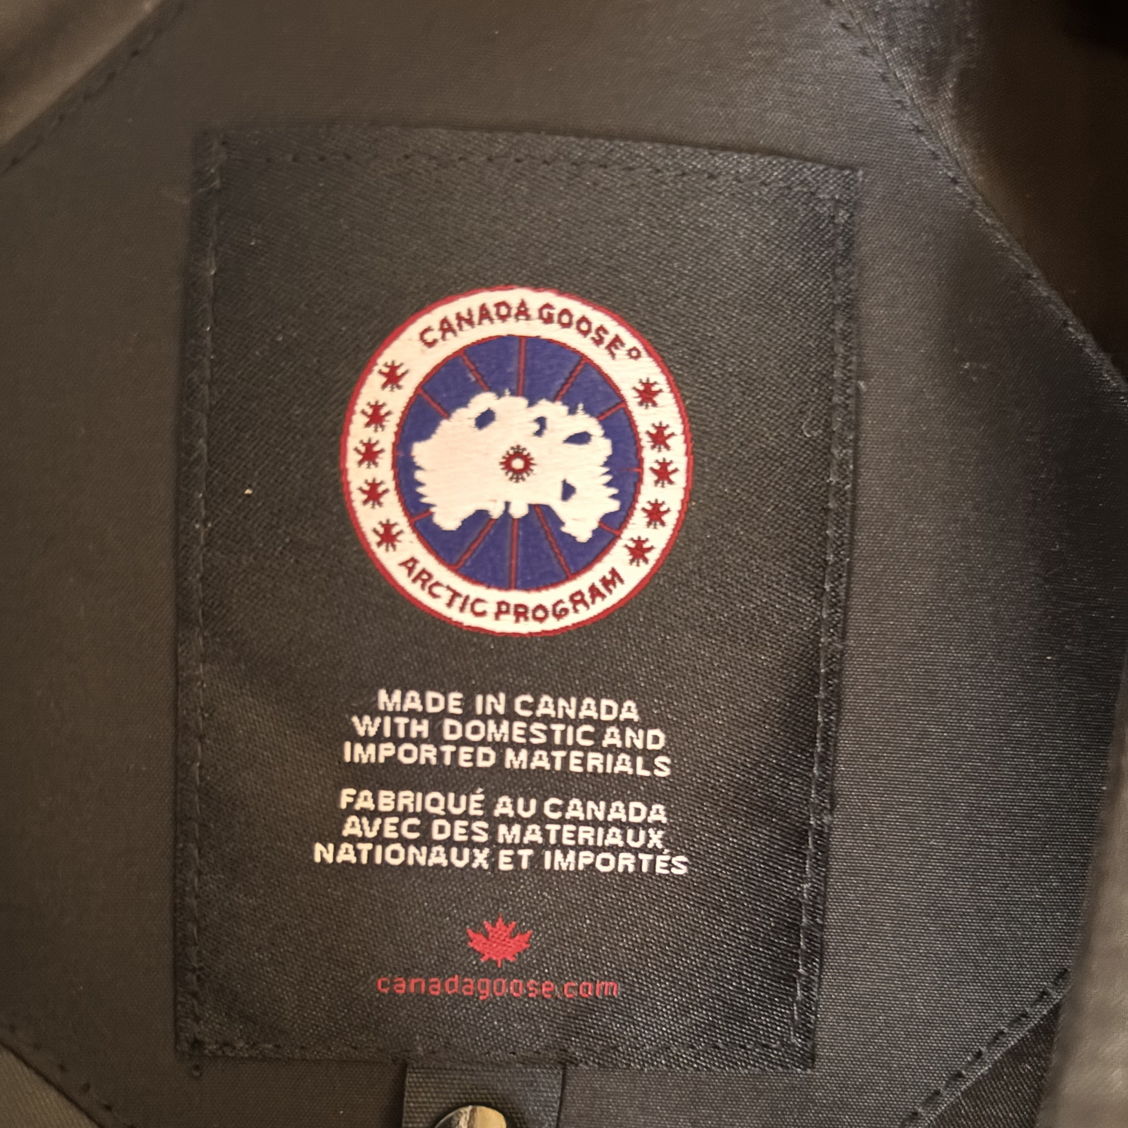 CANADA GOOSE®
ARCTIC PROGRAM
MADE IN CANADA
WITH DOMESTIC AND
IMPORTED MATERIALS
FABRIQUÉ AU CANADA
AVEC DES MATERIAUX
NATIONAUX ET IMPORTÉS
canadagoose.com